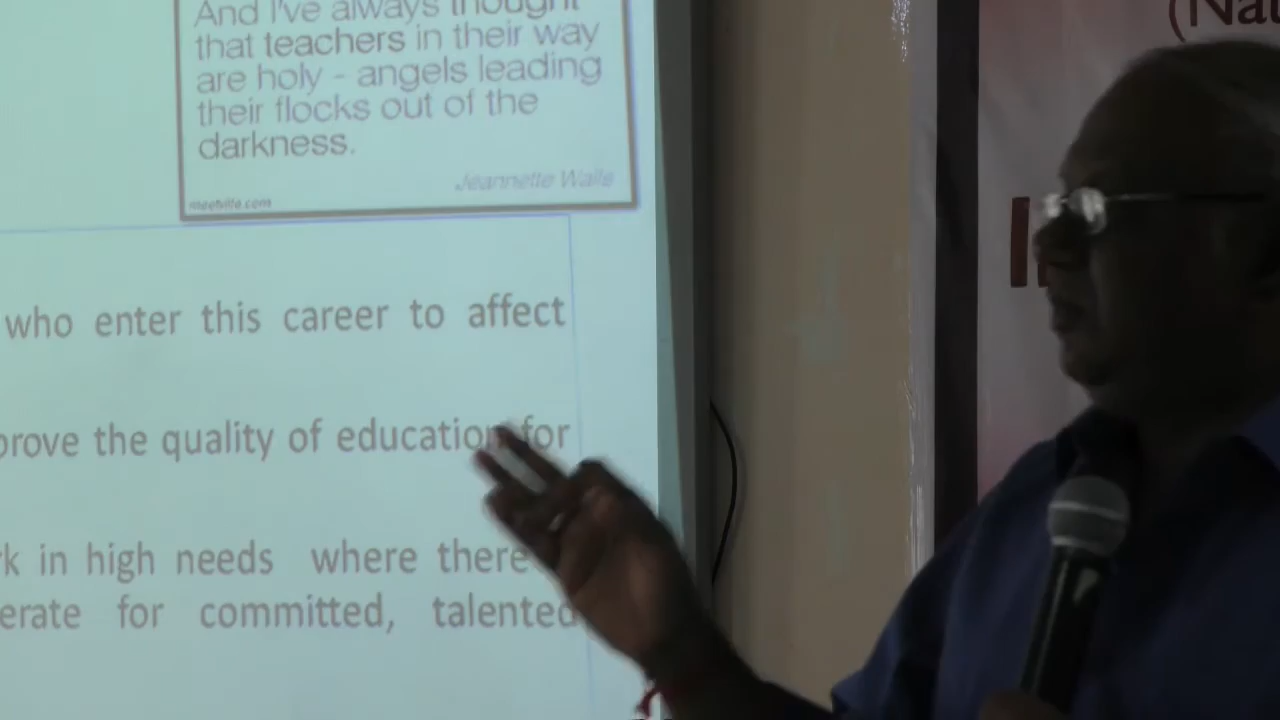 And I've always thought
that teachers in their way
are holy - angels leading
their flocks out of the
darkness.
Jeannette Walls
meetville.com
who enter this career to affect
prove the quality of education for
rk in high needs where there
erate for committed, talented
(Nat